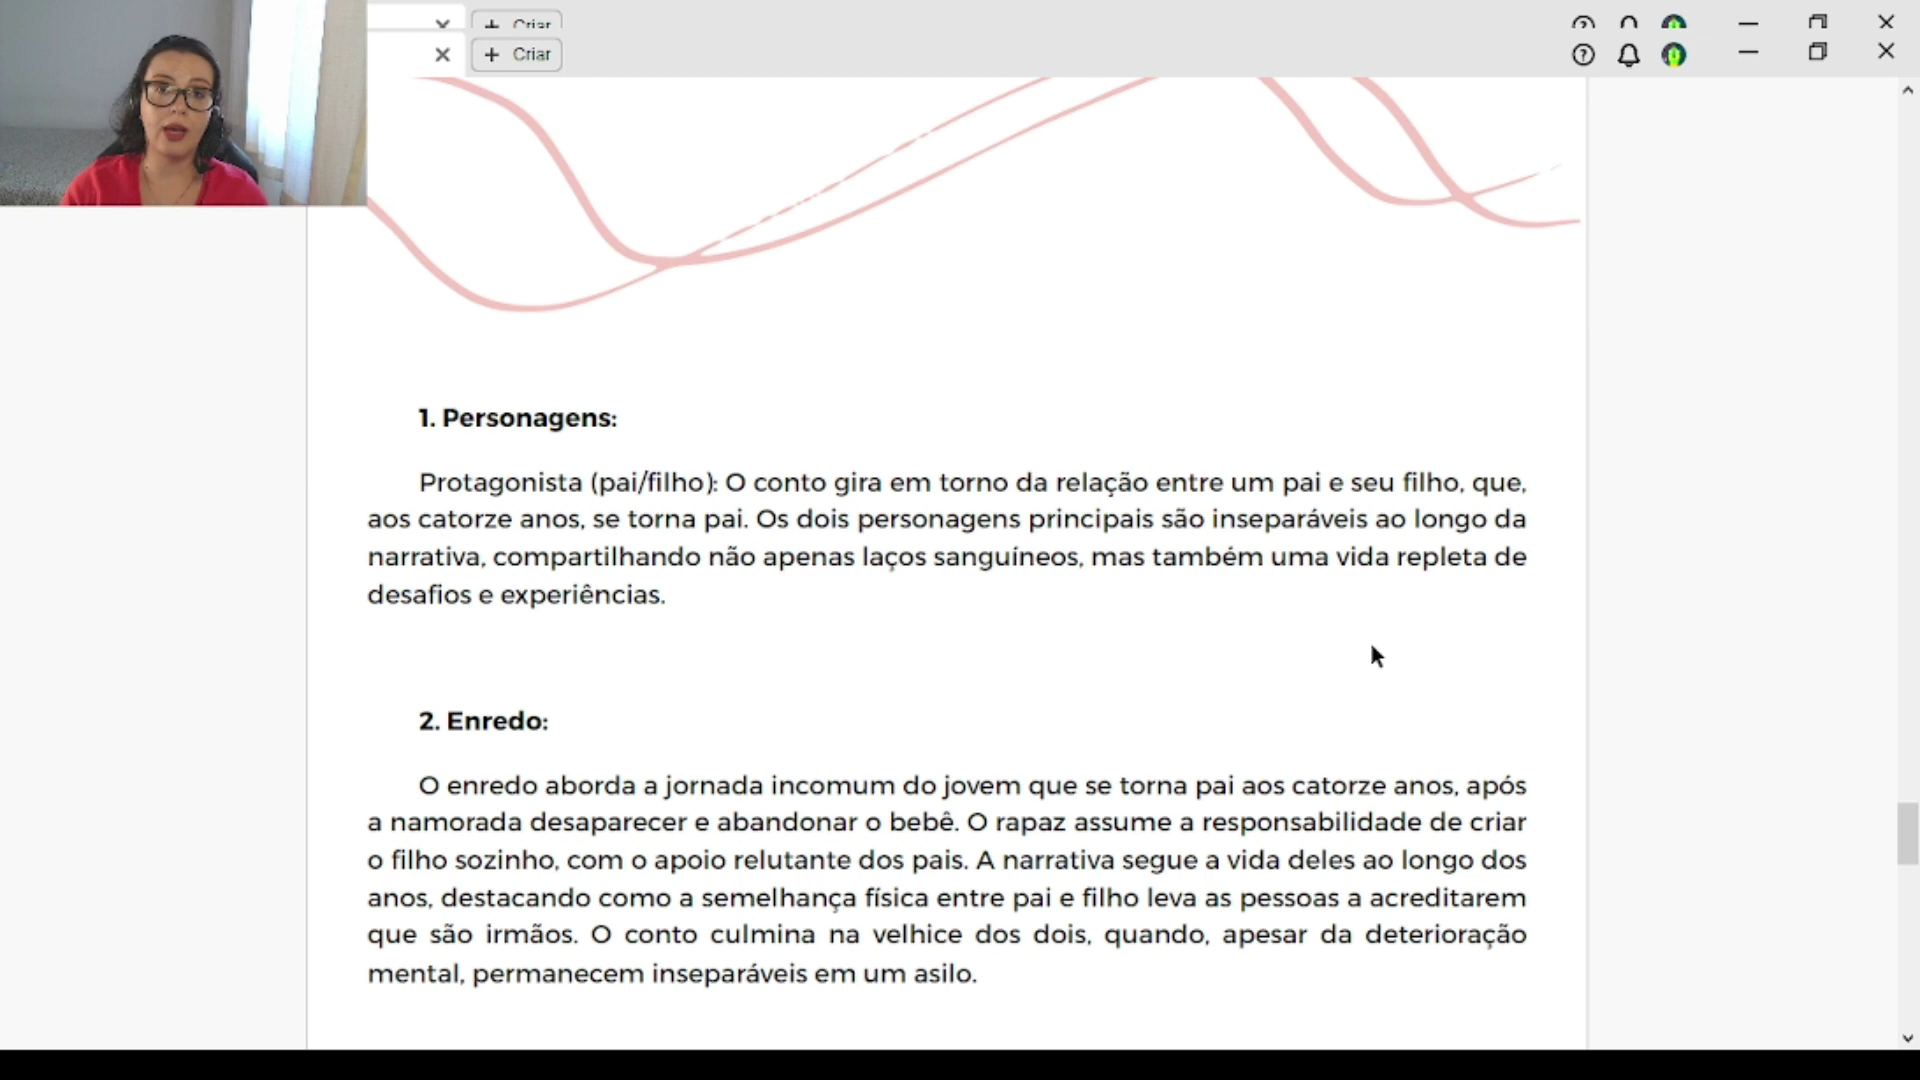 + Criar
+ Criar
1. Personagens:
Protagonista (pai/filho): O conto gira em torno da relação entre um pai e seu filho, que,
aos catorze anos, se torna pai. Os dois personagens principais são inseparáveis ao longo da
narrativa, compartilhando não apenas laços sanguíneos, mas também uma vida repleta de
desafios e experiências.
2. Enredo:
O enredo aborda a jornada incomum do jovem que se torna pai aos catorze anos, após
a namorada desaparecer e abandonar o bebê. O rapaz assume a responsabilidade de criar
o filho sozinho, com o apoio relutante dos pais. A narrativa segue a vida deles ao longo dos
anos, destacando como a semelhança física entre pai e filho leva as pessoas a acreditarem
que são irmãos. O conto culmina na velhice dos dois, quando, apesar da deterioração
mental, permanecem inseparáveis em um asilo.